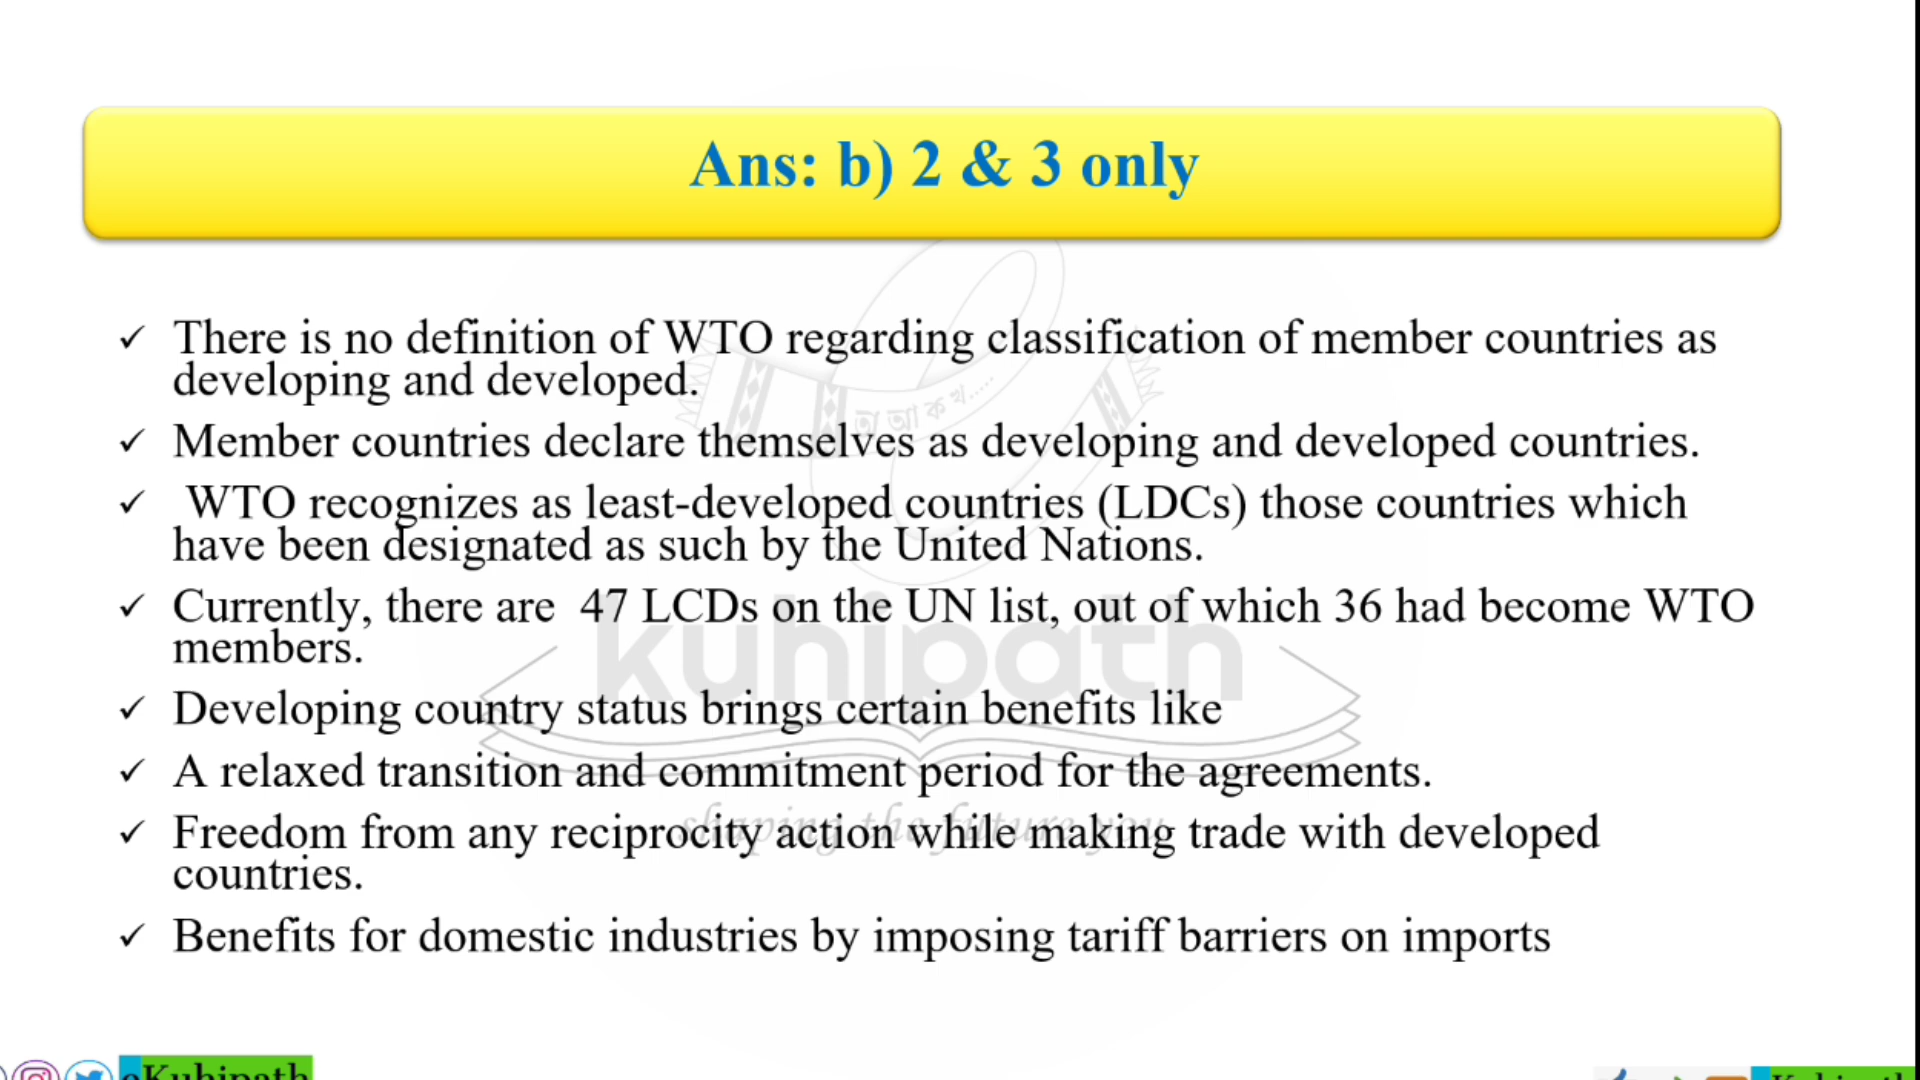 Ans: b) 2 & 3 only
✓ There is no definition of WTO regarding classification of member countries as
developing and developed.
✓ Member countries declare themselves as developing and developed countries.
✓ WTO recognizes as least-developed countries (LDCs) those countries which
have been designated as such by the United Nations.
✓ Currently, there are 47 LCDs on the UN list, out of which 36 had become WTO
members.
✓ Developing country status brings certain benefits like
✓ A relaxed transition and commitment period for the agreements.
✓ Freedom from any reciprocity action while making trade with developed
countries.
✓ Benefits for domestic industries by imposing tariff barriers on imports
অ আ ক খ.....
kuhipath
shaping the future you
eKuhipath